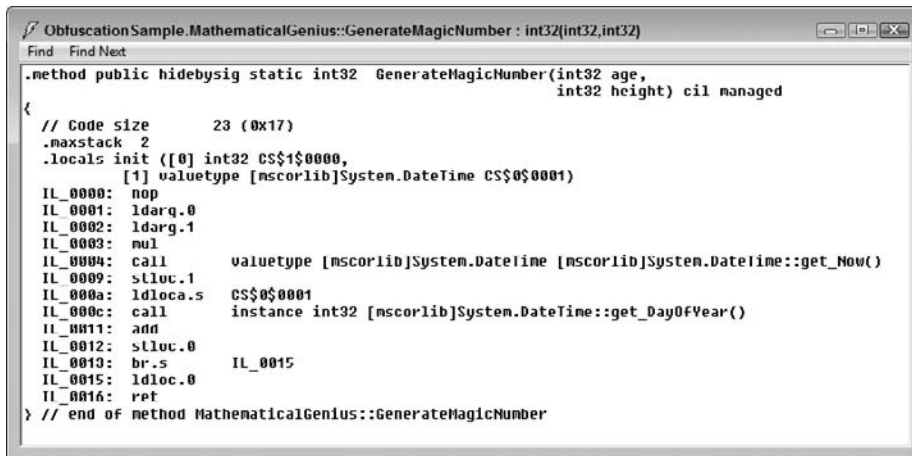 ObfuscationSample.MathematicalGenius::GenerateMagicNumber : int32(int32,int32)
Find Find Next
.method public hidebysig static int32  GenerateMagicNumber(int32 age,
int32 height) cil managed
{
// Code size       23 (0x17)
.mastack  2
.locals init ([0] int32 CS$1$0000,
[1] valuetype [mscorlib]System.DateTime CS$0$0001)
IL_0000:  nop
IL_0001:  ldarg.0
IL_0002:  ldarg.1
IL_0003:  mul
IL_0004:  call       valuetype [mscorlib]System.DateTime [mscorlib]System.DateTime::get_Now()
IL_0009:  stloc.1
IL_000a:  ldloca.s   CS$0$0001
IL_000c:  call       instance int32 [mscorlib]System.DateTime::get_DayOfYear()
IL_0011:  add
IL_0012:  stloc.0
IL_0013:  br.s       IL_0015
IL_0015:  ldloc.0
IL_0016:  ret
} // end of method MathematicalGenius::GenerateMagicNumber